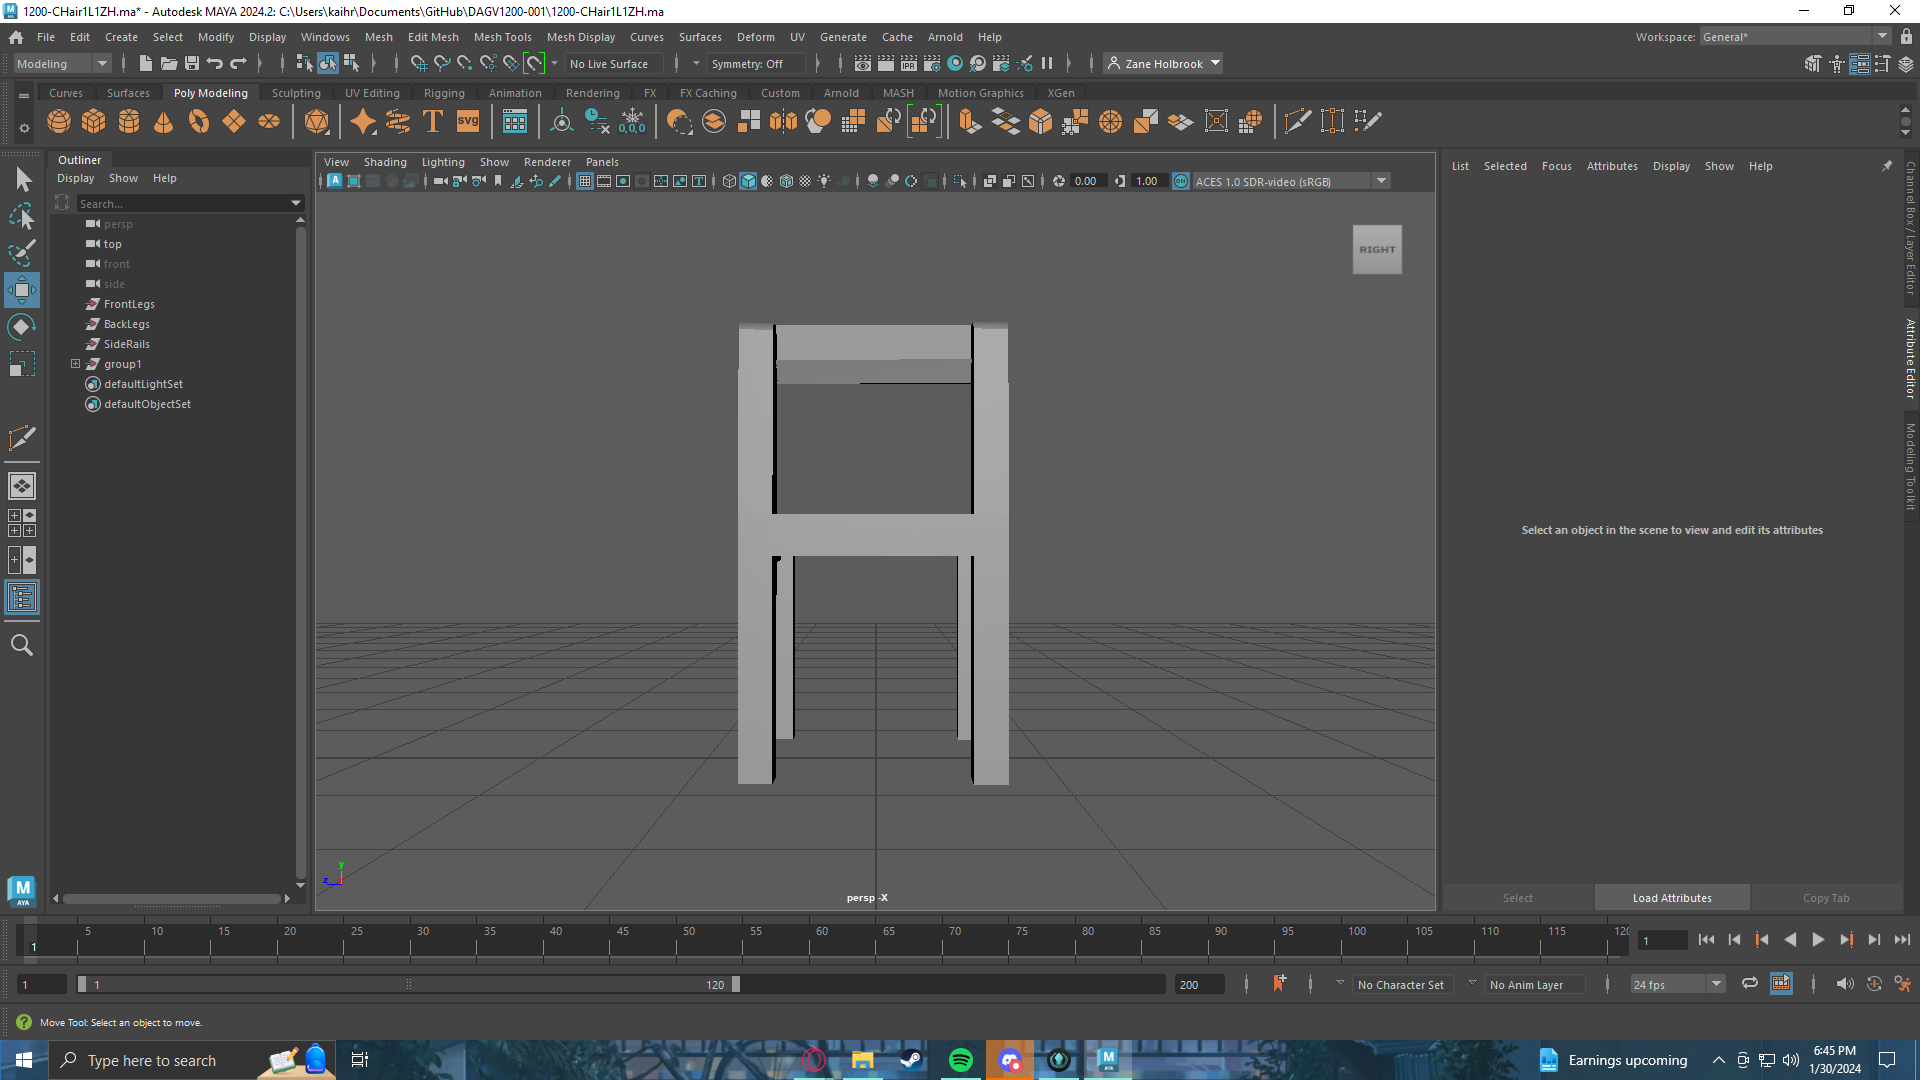 1200-CHair1L1ZH.ma* - Autodesk MAYA 2024.2: C:\Users\kaihr\Documents\GitHub\DAGV1200-001\1200-CHair1L1ZH.ma
File Edit Create Select Modify Display Windows Mesh Edit Mesh Mesh Tools Mesh Display Curves Surfaces Deform UV Generate Cache Arnold Help
Workspace: General*
Modeling
No Live Surface
Symmetry: Off
IPR
Zane Holbrook
Curves Surfaces Poly Modeling Sculpting UV Editing Rigging Animation Rendering FX FX Caching Custom Arnold MASH Motion Graphics XGen
T
svg
0,0,0
Outliner
Display Show Help
Search...
persp
top
front
side
FrontLegs
BackLegs
SideRails
group1
defaultLightSet
defaultObjectSet
View Shading Lighting Show Renderer Panels
0.00
1.00
ON
ACES 1.0 SDR-video (sRGB)
RIGHT
y
z
persp -X
List Selected Focus Attributes Display Show Help
Channel Box / Layer Editor
Attribute Editor
Modeling Toolkit
Select an object in the scene to view and edit its attributes
Select
Load Attributes
Copy Tab
M
AYA
1
5 10 15 20 25 30 35 40 45 50 55 60 65 70 75 80 85 90 95 100 105 110 115 120
1
1
1
120
200
No Character Set
No Anim Layer
24 fps
Move Tool: Select an object to move.
Type here to search
M
AYA
Earnings upcoming
6:45 PM
1/30/2024